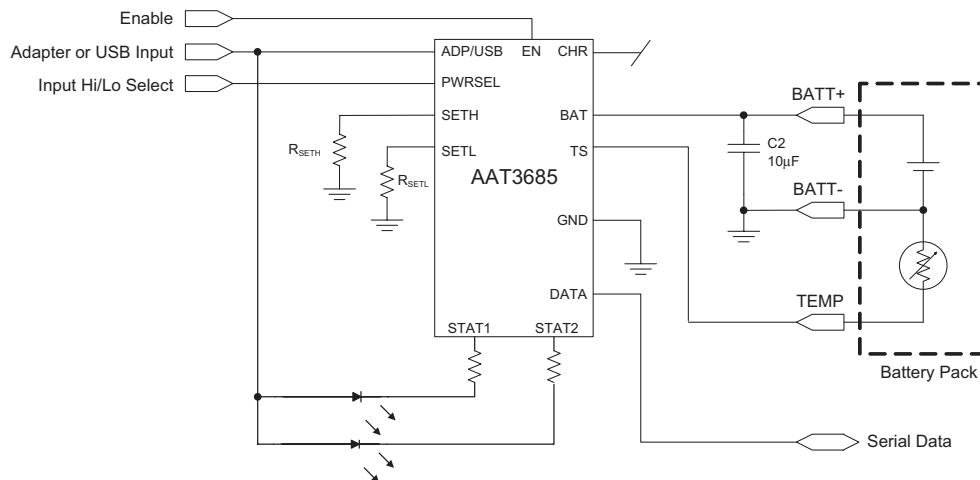 Enable
Adapter or USB Input
Input Hi/Lo Select
ADP/USB
EN
CHR
PWRSEL
SETH
SETL
BAT
TS
AAT3685
GND
DATA
STAT1
STAT2
RSETH
RSETL
C2
10μF
BATT+
BATT-
TEMP
Battery Pack
Serial Data